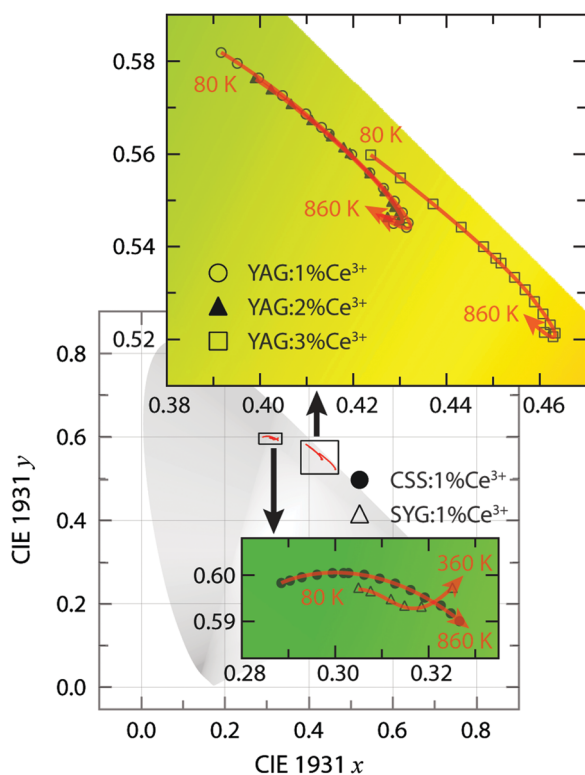 0.58
0.56
0.54
0.52
80 K
80 K
860 K
860 K
YAG:1%Ce³⁺
YAG:2%Ce³⁺
YAG:3%Ce³⁺
0.38 0.40 0.42 0.44 0.46
0.8
0.6
0.4
0.2
0.0
CIE 1931 y
CSS:1%Ce³⁺
SYG:1%Ce³⁺
0.60
0.59
80 K
360 K
860 K
0.28 0.30 0.32
0.0 0.2 0.4 0.6 0.8
CIE 1931 x